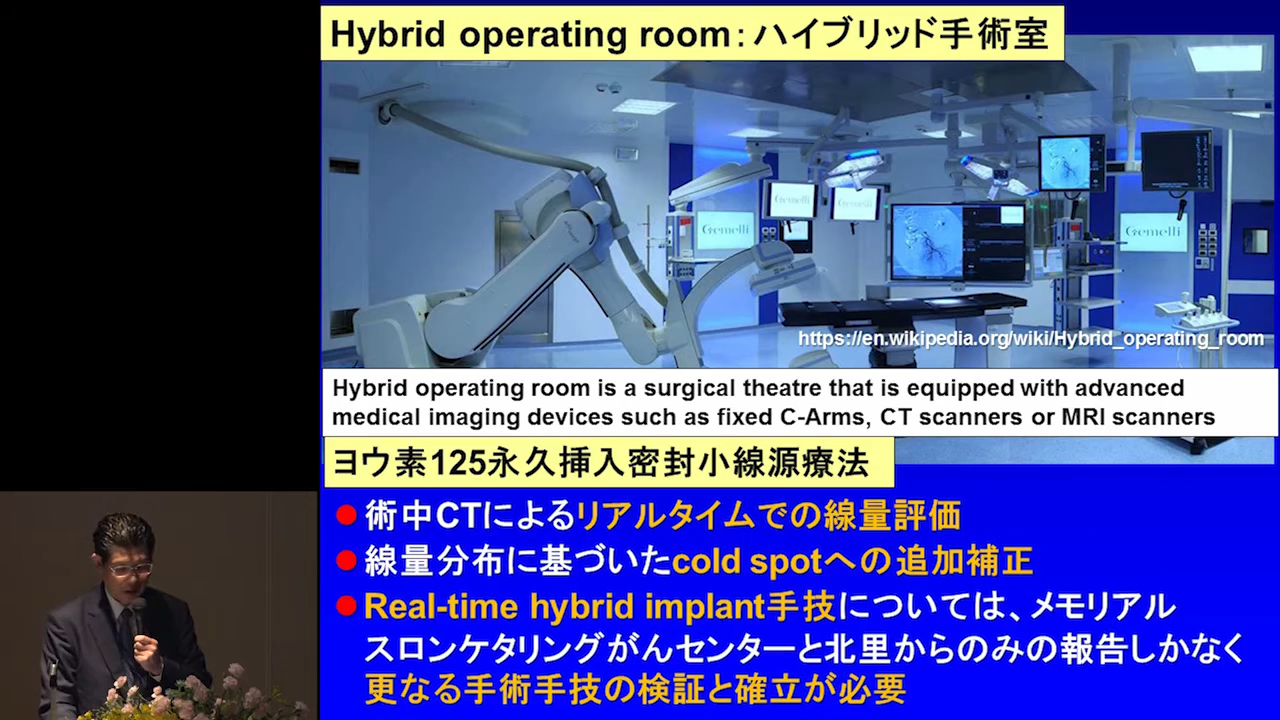 Hybrid operating room：ハイブリッド手術室
Gemelli
Gemelli
Gemelli
Gemelli
https://en.wikipedia.org/wiki/Hybrid_operating_room
Hybrid operating room is a surgical theatre that is equipped with advanced
medical imaging devices such as fixed C-Arms, CT scanners or MRI scanners
ヨウ素125永久挿入密封小線源療法
● 術中CTによるリアルタイムでの線量評価
● 線量分布に基づいたcold spotへの追加補正
● Real-time hybrid implant手技については、メモリアル
スロンケタリングがんセンターと北里からのみの報告しかなく
更なる手術手技の検証と確立が必要